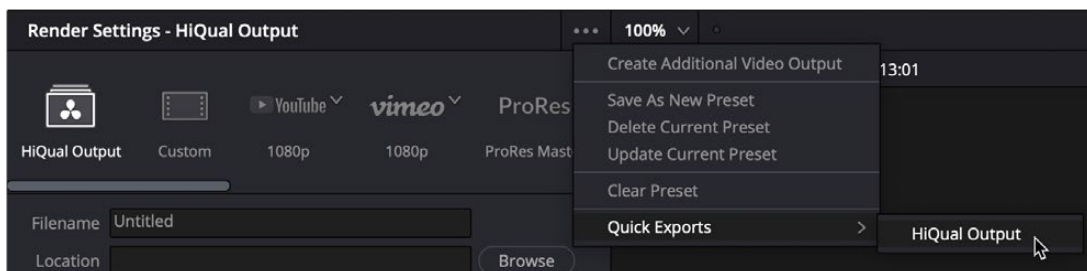 Render Settings - HiQual Output
••• 100%
Create Additional Video Output
13:01
Save As New Preset
Delete Current Preset
Update Current Preset
Clear Preset
Quick Exports >
HiQual Output
YouTube
vimeo
ProRes
HiQual Output
Custom
1080p
1080p
ProRes Mast
Filename Untitled
Location
Browse